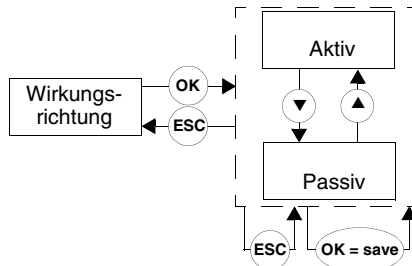 Aktiv
OK
Wirkungs-
richtung
ESC
▼
▲
Passiv
ESC
OK = save